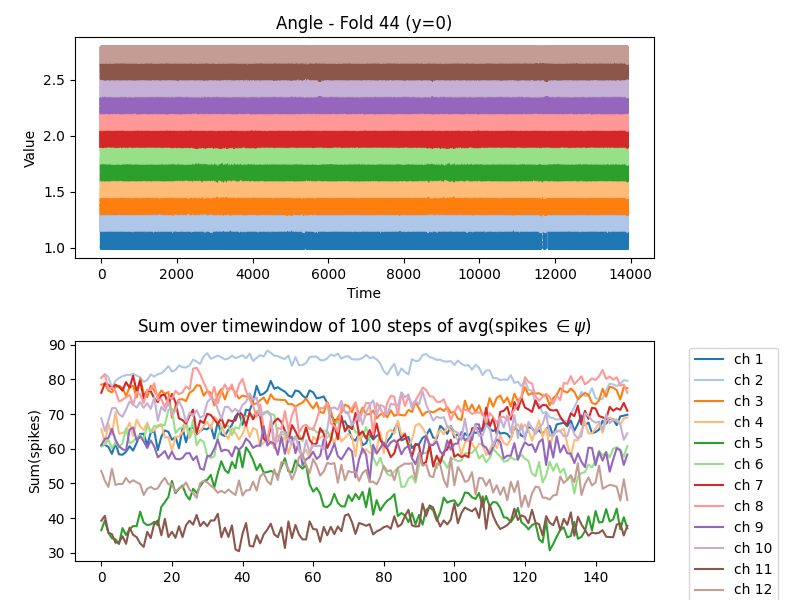 Angle - Fold 44 (y=0)
Value
2.5
2.0
1.5
1.0
0 2000 4000 6000 8000 10000 12000 14000
Time
Sum over timewindow of 100 steps of avg(spikes ∈ψ)
Sum(spikes)
90
80
70
60
50
40
30
0 20 40 60 80 100 120 140
ch 1
ch 2
ch 3
ch 4
ch 5
ch 6
ch 7
ch 8
ch 9
ch 10
ch 11
ch 12